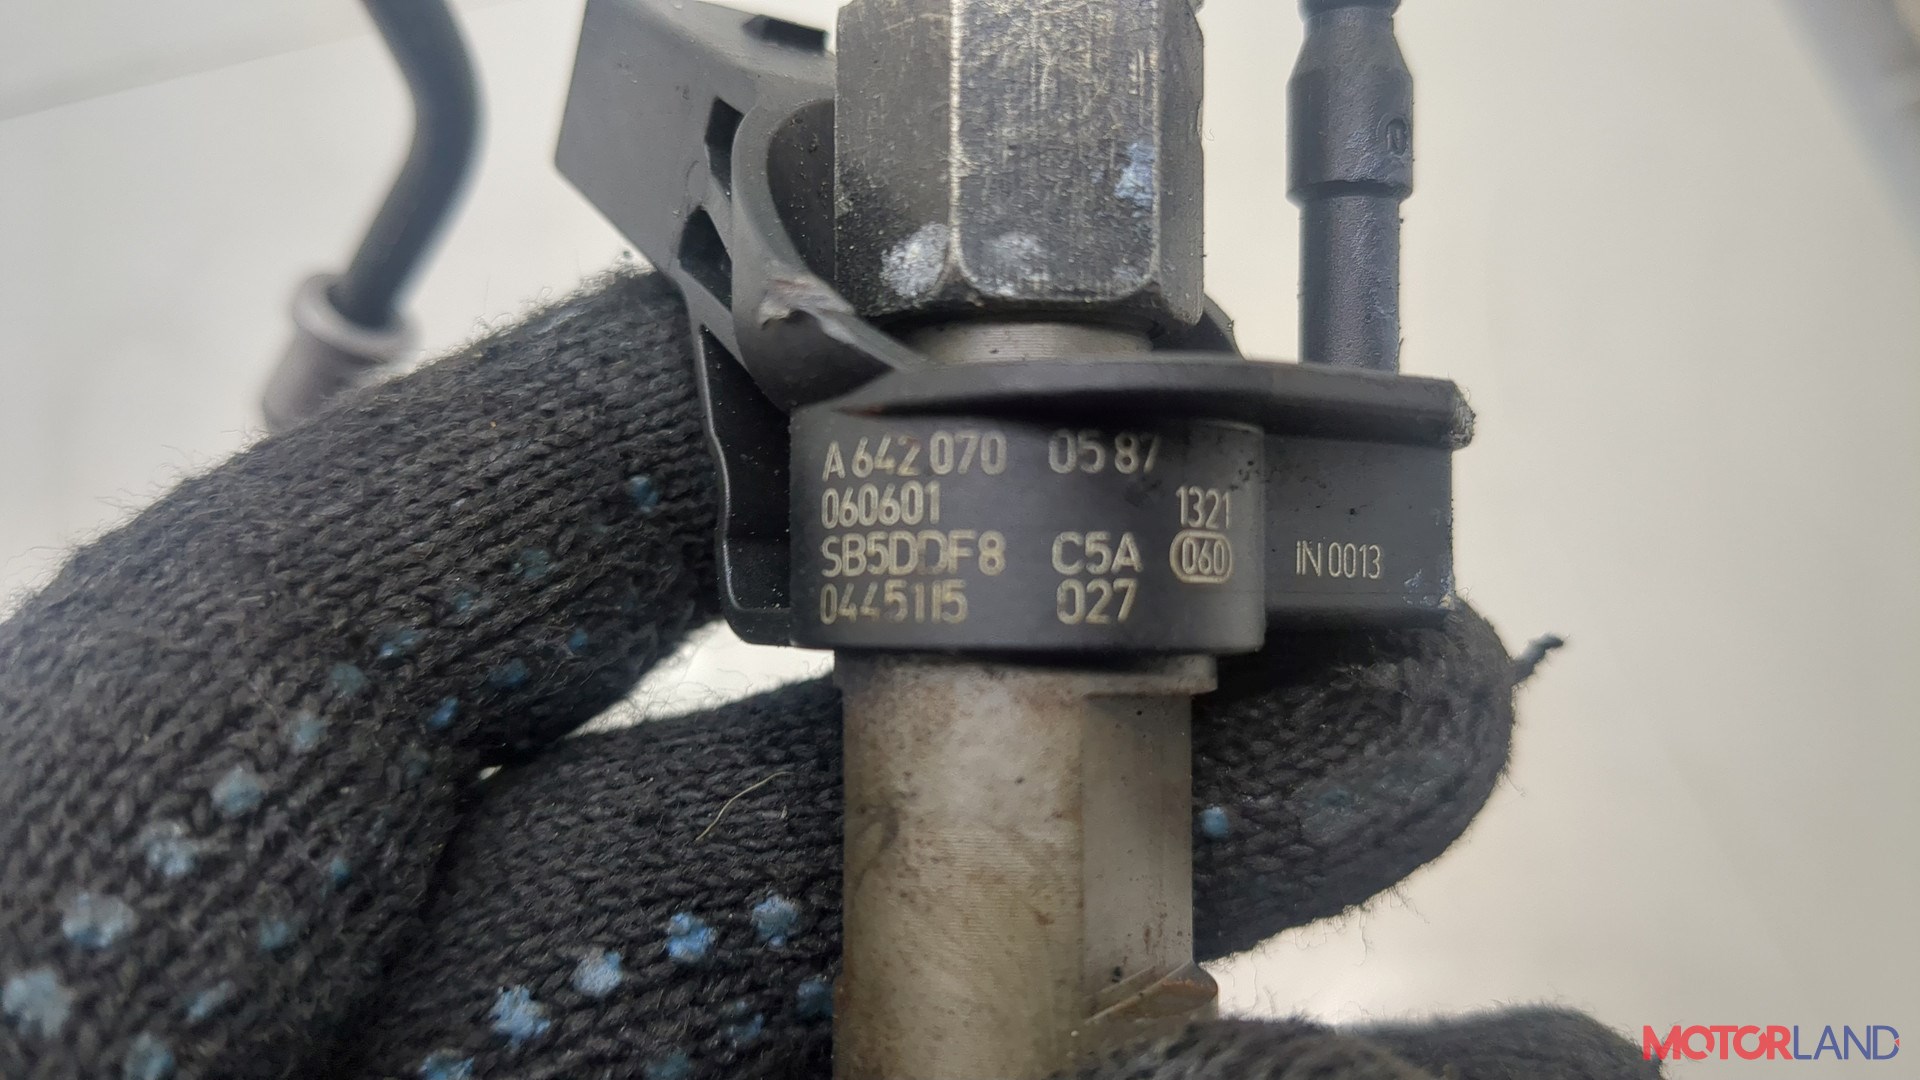 A 642 070 05 87
060601 1321
SB5DDF8 C5A 060 IN 0013
0445115 027
MOTORLAND